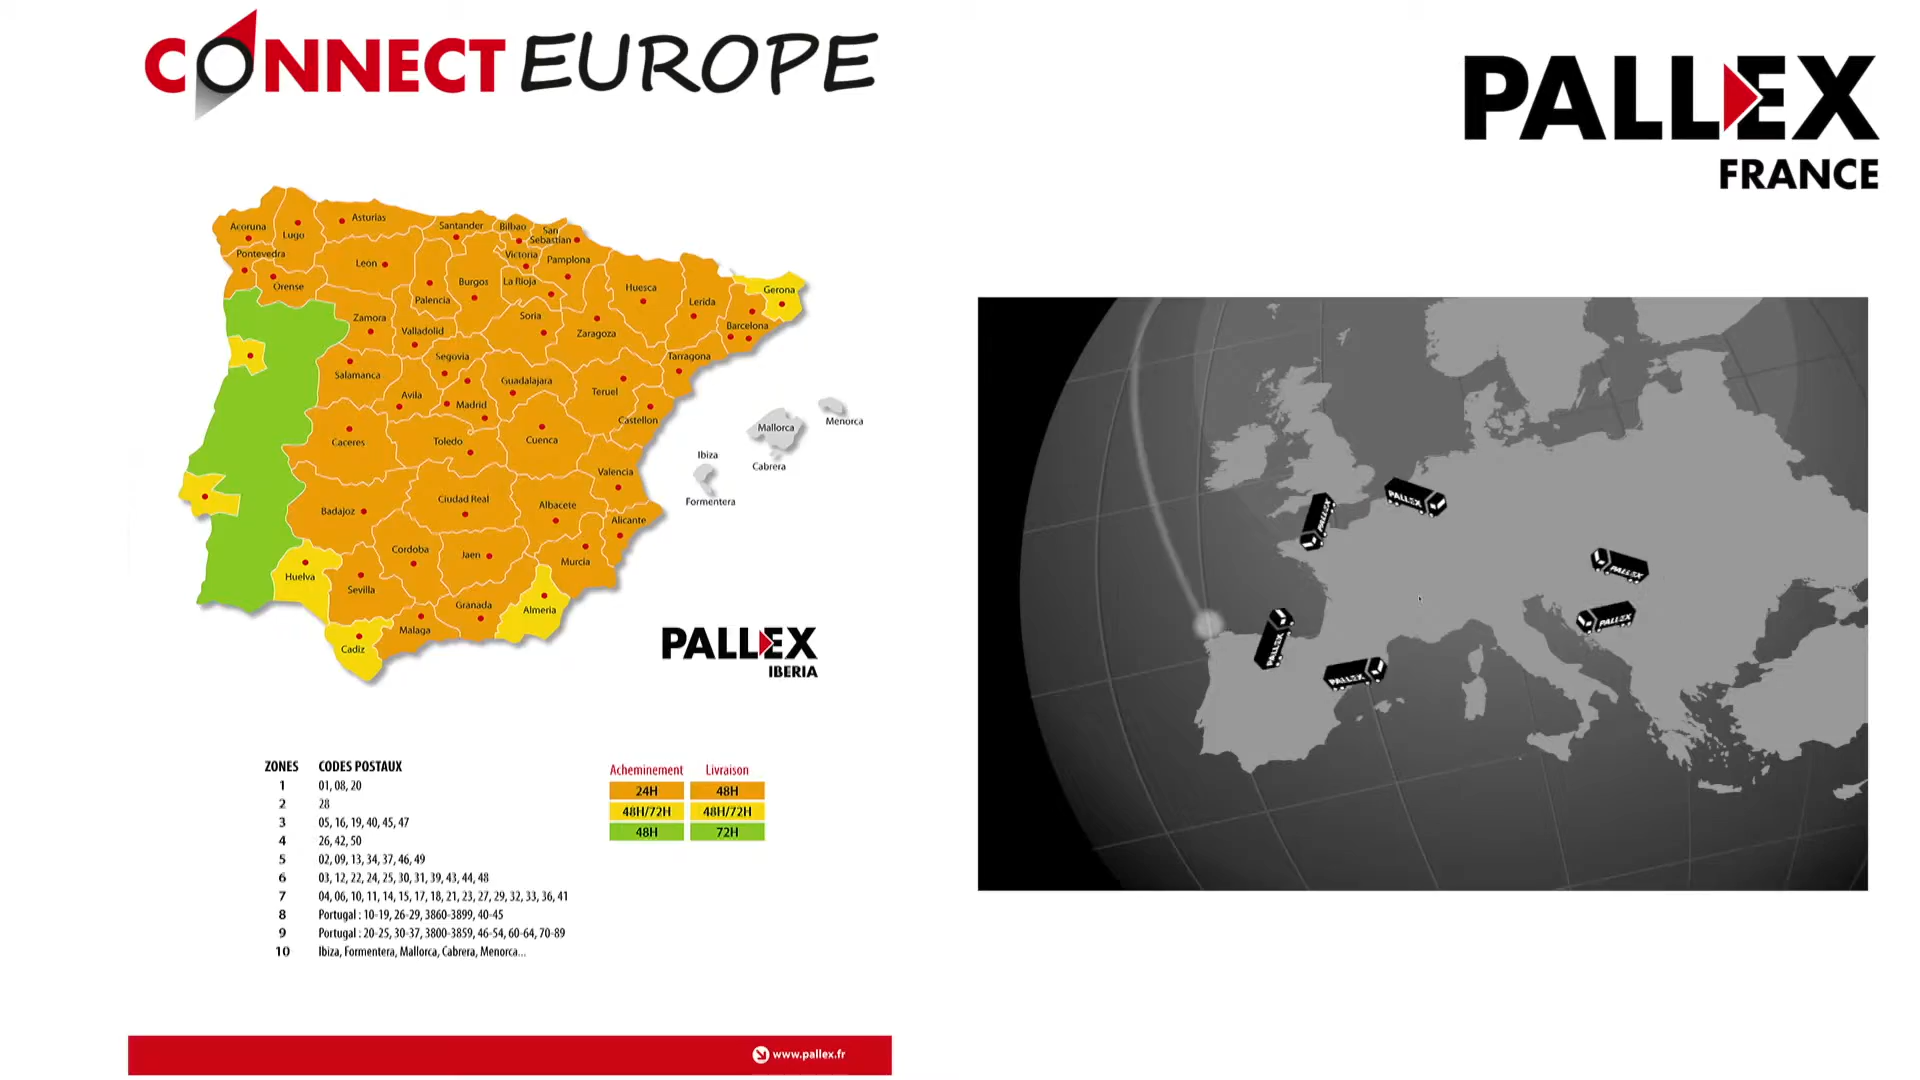 CONNECT EUROPE
PALLEX
FRANCE
Acoruna
Lugo
Asturias
Santander
Bilbao
San
Sebastian
Pontevedra
Orense
Leon
Palencia
Burgos
Victoria
La Rioja
Pamplona
Huesca
Lerida
Gerona
Barcelona
Zamora
Valladolid
Soria
Zaragoza
Tarragona
Segovia
Salamanca
Avila
Madrid
Guadalajara
Teruel
Castellon
Caceres
Toledo
Cuenca
Valencia
Mallorca
Menorca
Ibiza
Cabrera
Formentera
Badajoz
Ciudad Real
Albacete
Alicante
Cordoba
Jaen
Murcia
Huelva
Sevilla
Granada
Almeria
Malaga
Cadiz
PALLEX
IBERIA
PALLEX
PALLEX
PALLEX
PALLEX
PALLEX
PALLEX
ZONES CODES POSTAUX
1 01, 08, 20
2 28
3 05, 16, 19, 40, 45, 47
4 26, 42, 50
5 02, 09, 13, 34, 37, 46, 49
6 03, 12, 22, 24, 25, 30, 31, 39, 43, 44, 48
7 04, 06, 10, 11, 14, 15, 17, 18, 21, 23, 27, 29, 32, 33, 36, 41
8 Portugal : 10-19, 26-29, 3860-3899, 40-45
9 Portugal : 20-25, 30-37, 3800-3859, 46-54, 60-64, 70-89
10 Ibiza, Formentera, Mallorca, Cabrera, Menorca...
Acheminement Livraison
24H 48H
48H/72H 48H/72H
48H 72H
www.pallex.fr